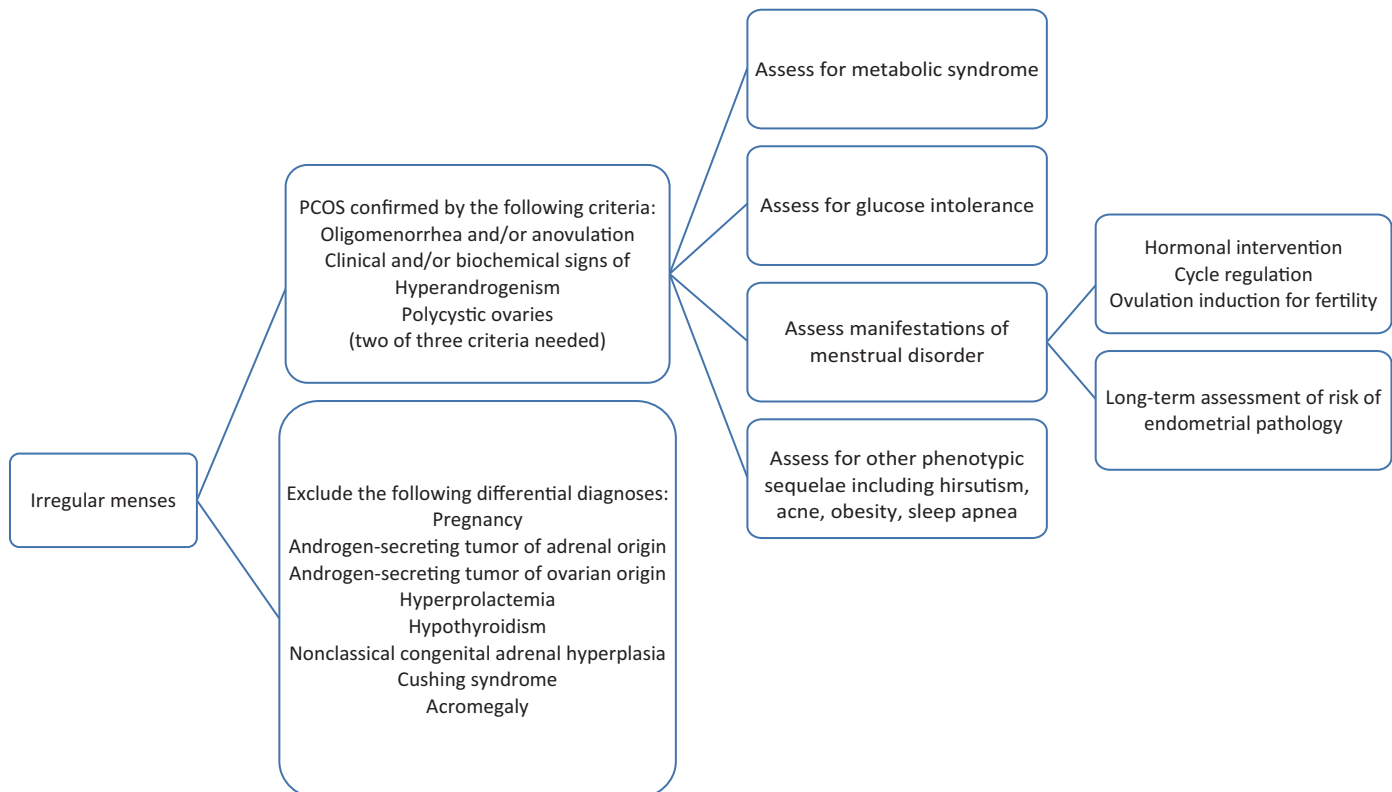 Irregular menses
PCOS confirmed by the following criteria:
Oligomenorrhea and/or anovulation
Clinical and/or biochemical signs of
Hyperandrogenism
Polycystic ovaries
(two of three criteria needed)
Exclude the following differential diagnoses:
Pregnancy
Androgen-secreting tumor of adrenal origin
Androgen-secreting tumor of ovarian origin
Hyperprolactemia
Hypothyroidism
Nonclassical congenital adrenal hyperplasia
Cushing syndrome
Acromegaly
Assess for metabolic syndrome
Assess for glucose intolerance
Assess manifestations of
menstrual disorder
Assess for other phenotypic
sequelae including hirsutism,
acne, obesity, sleep apnea
Hormonal intervention
Cycle regulation
Ovulation induction for fertility
Long-term assessment of risk of
endometrial pathology